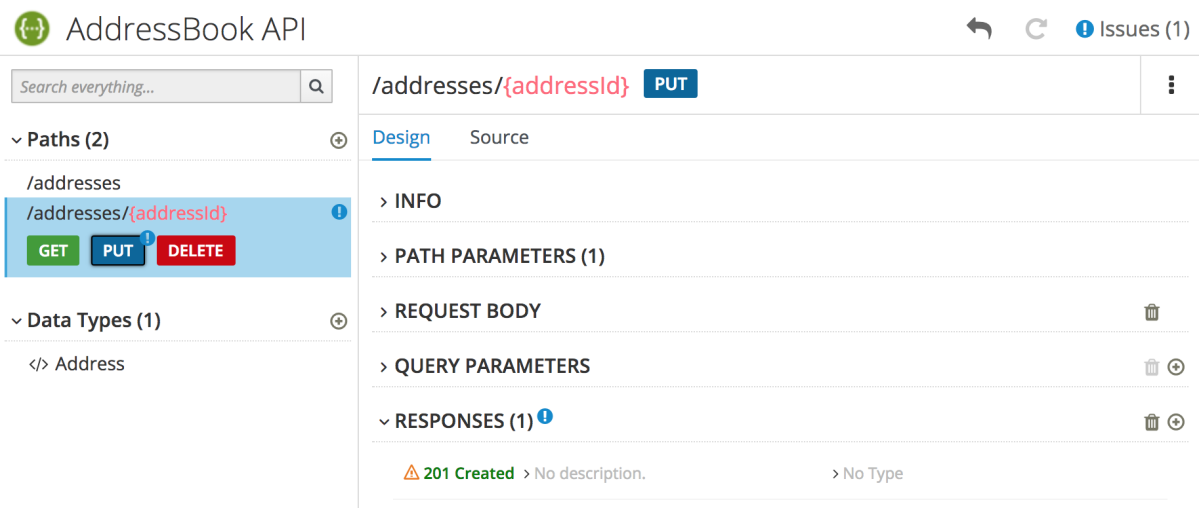 AddressBook API
Issues (1)
Search everything...
Paths (2)
/addresses
/addresses/{addressId}
GET PUT DELETE
Data Types (1)
</> Address
/addresses/{addressId} PUT
Design Source
INFO
PATH PARAMETERS (1)
REQUEST BODY
QUERY PARAMETERS
RESPONSES (1)
201 Created > No description. > No Type